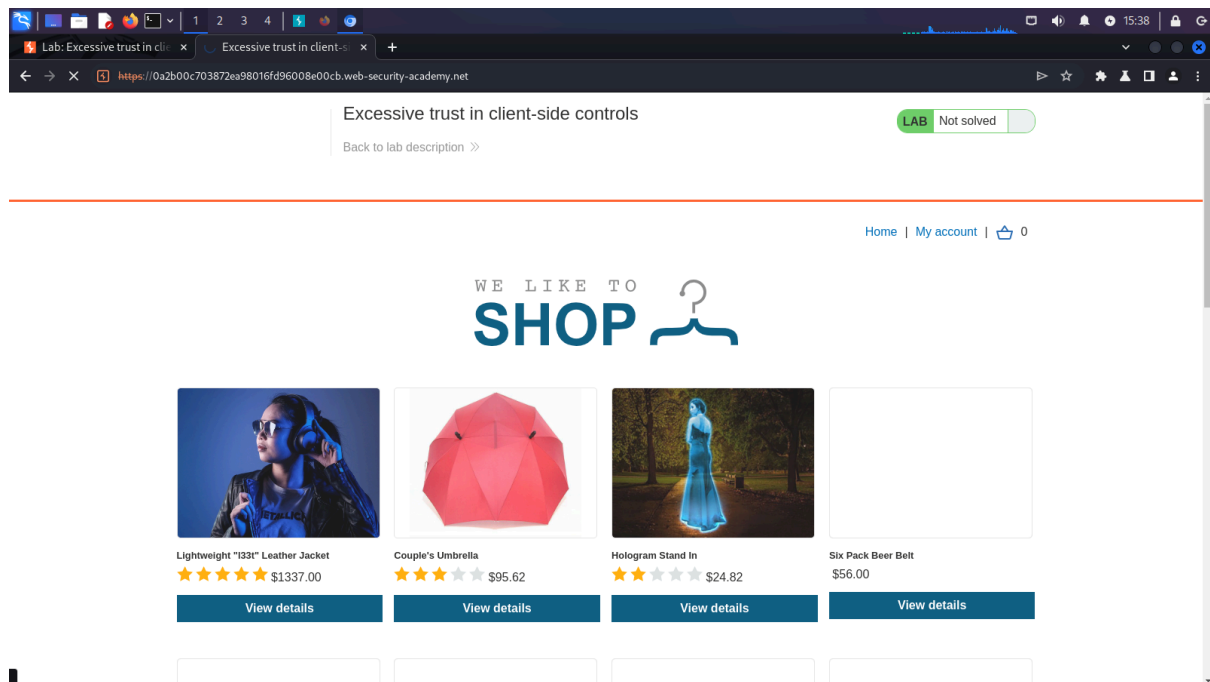 1 2 3 4 15:38
Lab: Excessive trust in clie Excessive trust in client-s
https://0a2b00c703872ea98016fd96008e00cb.web-security-academy.net
Excessive trust in client-side controls
LAB Not solved
Back to lab description
Home | My account | 0
WE LIKE TO
SHOP
METALLICA
Lightweight "l33t" Leather Jacket Couple's Umbrella Hologram Stand In Six Pack Beer Belt
$1337.00 $95.62 $24.82 $56.00
View details View details View details View details